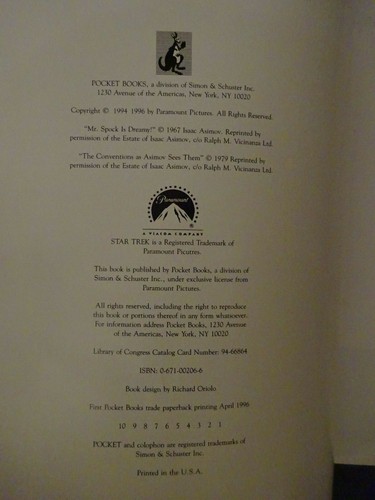 POCKET BOOKS, a division of Simon & Schuster Inc.
1230 Avenue of the Americas, New York, NY 10020
Copyright © 1994 1996 by Paramount Pictures. All Rights Reserved.
"Mr. Spock Is Dreamy!" © 1967 Isaac Asimov. Reprinted by
permission of the Estate of Isaac Asimov, c/o Ralph M. Vicinanza Ltd.
"The Conventions as Asimov Sees Them" © 1979 Reprinted by
permission of the Estate of Isaac Asimov, c/o Ralph M. Vicinanza Ltd.
Paramount
®
A VIACOM COMPANY
STAR TREK is a Registered Trademark of
Paramount Picutres.
This book is published by Pocket Books, a division of
Simon & Schuster Inc., under exclusive license from
Paramount Pictures.
All rights reserved, including the right to reproduce
this book or portions thereof in any form whatsoever.
For information address Pocket Books, 1230 Avenue
of the Americas, New York, NY 10020
Library of Congress Catalog Card Number: 94-66864
ISBN: 0-671-00206-6
Book design by Richard Oriolo
First Pocket Books trade paperback printing April 1996
10 9 8 7 6 5 4 3 2 1
POCKET and colophon are registered trademarks of
Simon & Schuster Inc.
Printed in the U.S.A.